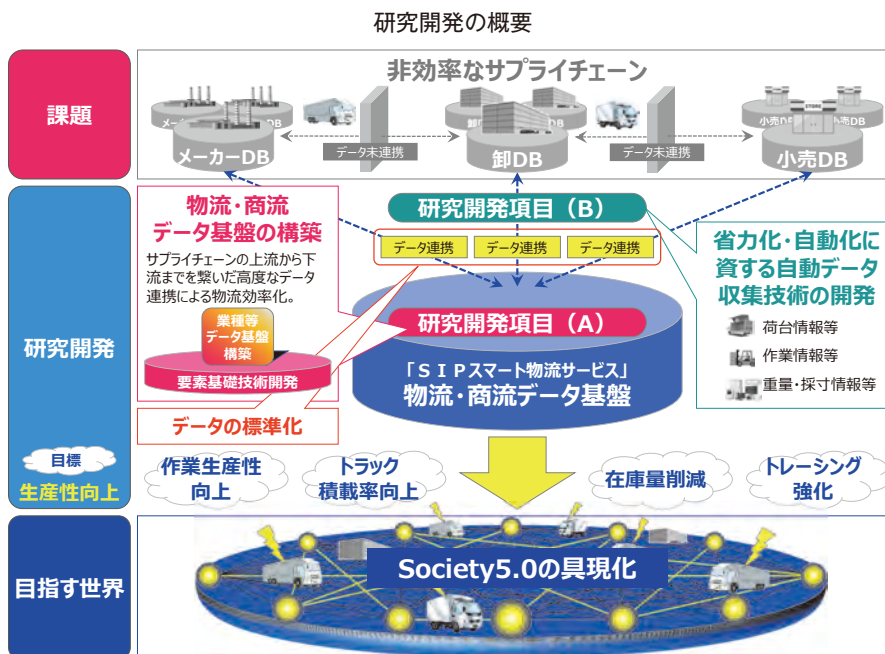 研究開発の概要
課題
非効率なサプライチェーン
メーカーDB
データ未連携
卸DB
データ未連携
小売DB
小売DB
小売DB
研究開発
目標
生産性向上
物流・商流
データ基盤の構築
サプライチェーンの上流から下
流までを繋いだ高度なデータ
連携による物流効率化。
業種等
データ基盤
構築
要素基礎技術開発
データの標準化
研究開発項目（B）
データ連携
データ連携
データ連携
研究開発項目（A）
「ＳＩＰスマート物流サービス」
物流・商流データ基盤
省力化・自動化に
資する自動データ
収集技術の開発
荷台情報等
作業情報等
重量・採寸情報等
作業生産性
向上
トラック
積載率向上
在庫量削減
トレーシング
強化
目指す世界
STORE
Society5.0の具現化